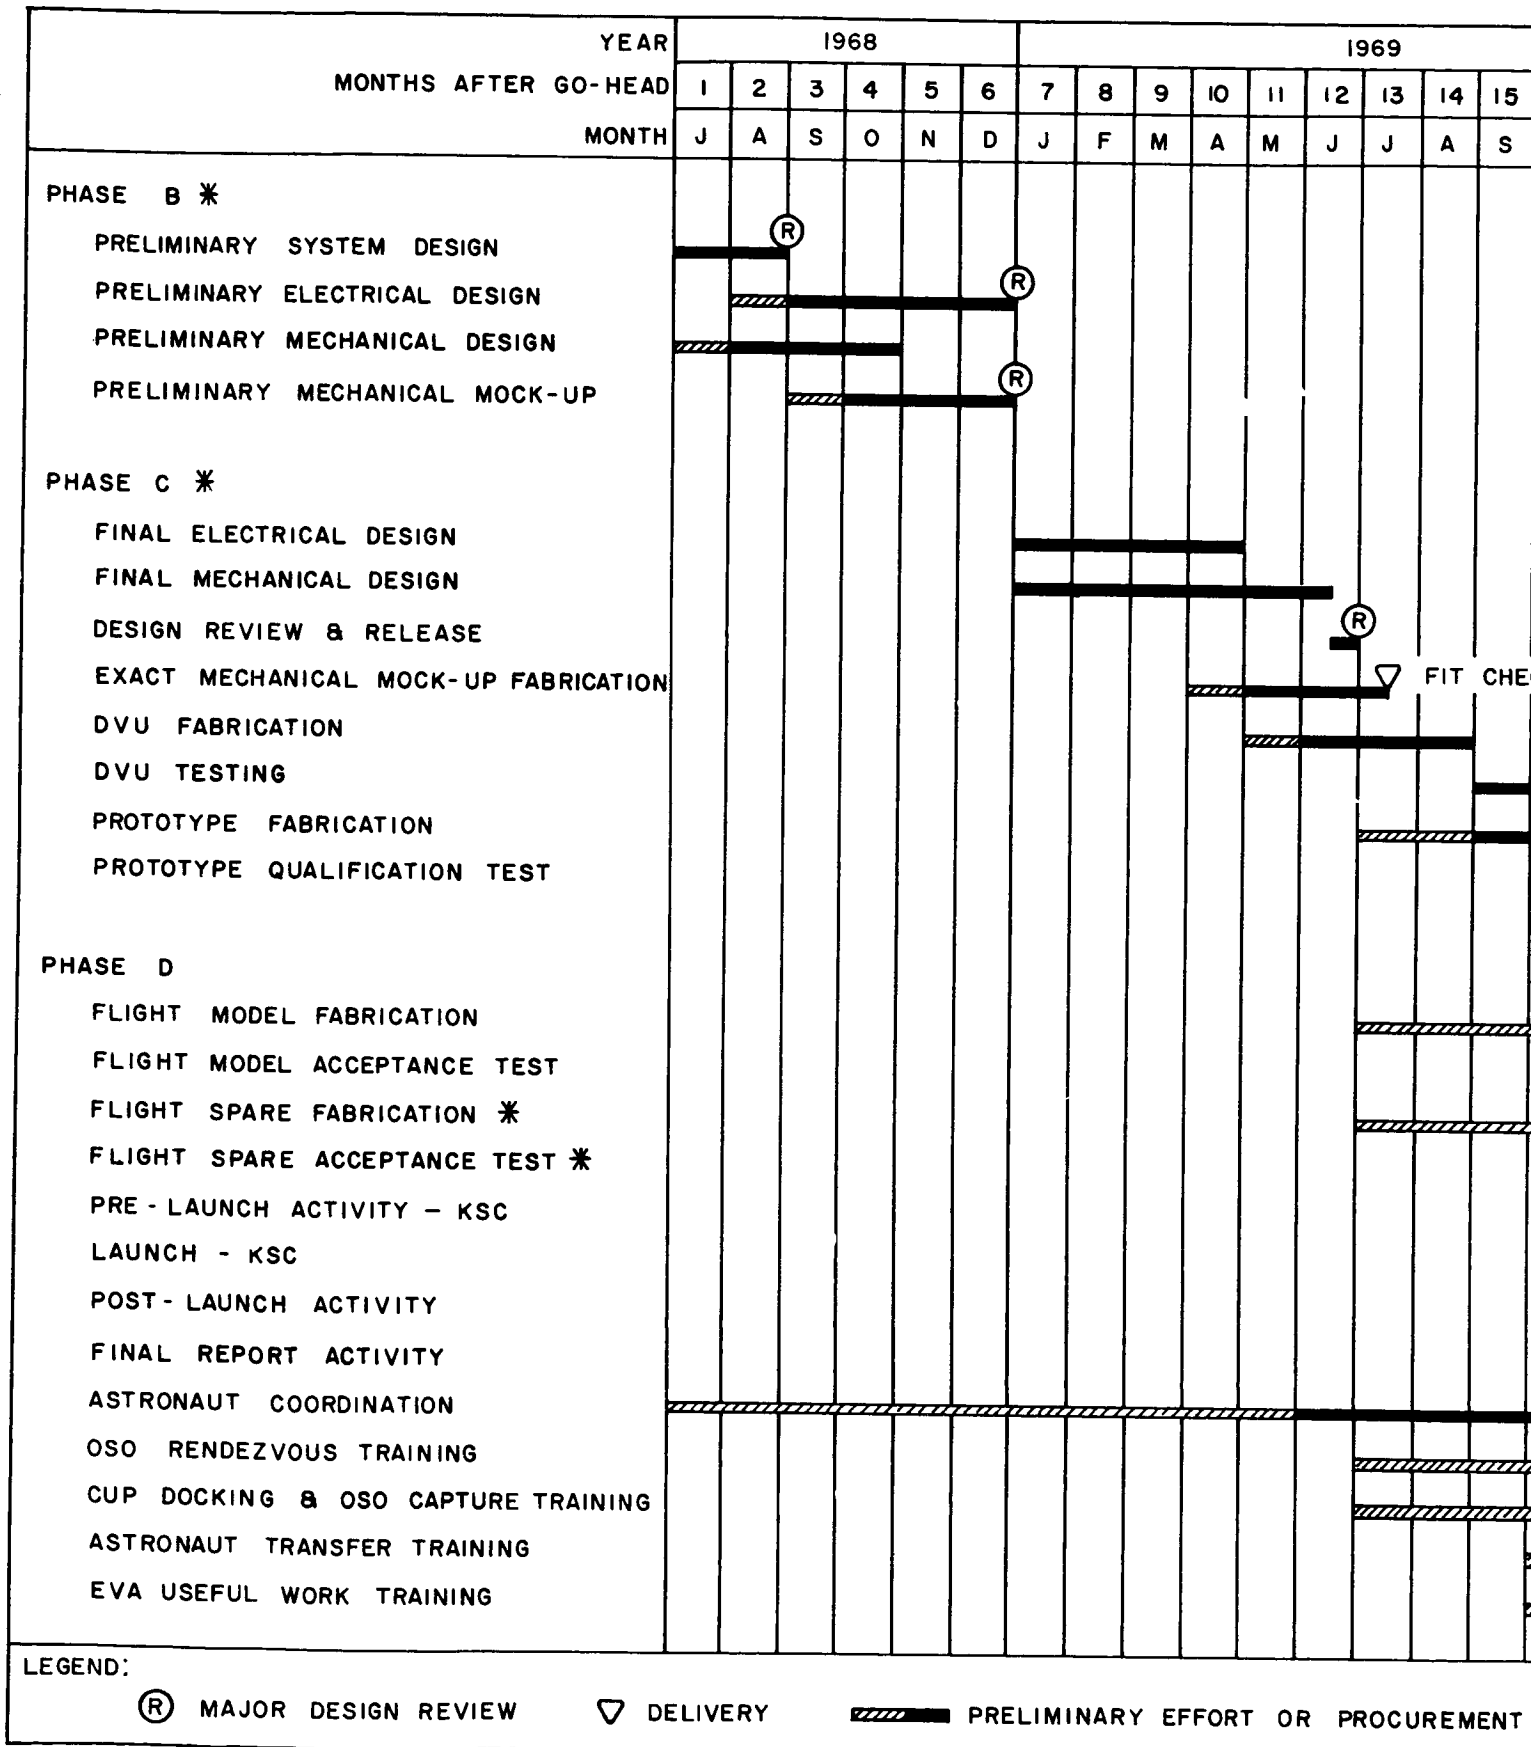 YEAR 1968 1969
MONTHS AFTER GO-HEAD 1 2 3 4 5 6 7 8 9 10 11 12 13 14 15
MONTH J A S O N D J F M A M J J A S
PHASE B *
R
PRELIMINARY SYSTEM DESIGN
R
PRELIMINARY ELECTRICAL DESIGN
PRELIMINARY MECHANICAL DESIGN
R
PRELIMINARY MECHANICAL MOCK-UP
PHASE C *
FINAL ELECTRICAL DESIGN
FINAL MECHANICAL DESIGN
R
DESIGN REVIEW & RELEASE
EXACT MECHANICAL MOCK-UP FABRICATION FIT
DVU FABRICATION
DVU TESTING
PROTOTYPE FABRICATION
PROTOTYPE QUALIFICATION TEST
PHASE D
FLIGHT MODEL FABRICATION
FLIGHT MODEL ACCEPTANCE TEST
FLIGHT SPARE FABRICATION *
FLIGHT SPARE ACCEPTANCE TEST *
PRE - LAUNCH ACTIVITY - KSC
LAUNCH - KSC
POST - LAUNCH ACTIVITY
FINAL REPORT ACTIVITY
ASTRONAUT COORDINATION
OSO RENDEZVOUS TRAINING
CUP DOCKING & OSO CAPTURE TRAINING
ASTRONAUT TRANSFER TRAINING
EVA USEFUL WORK TRAINING
LEGEND:
R MAJOR DESIGN REVIEW DELIVERY PRELIMINARY EFFORT OR PROCUREMENT